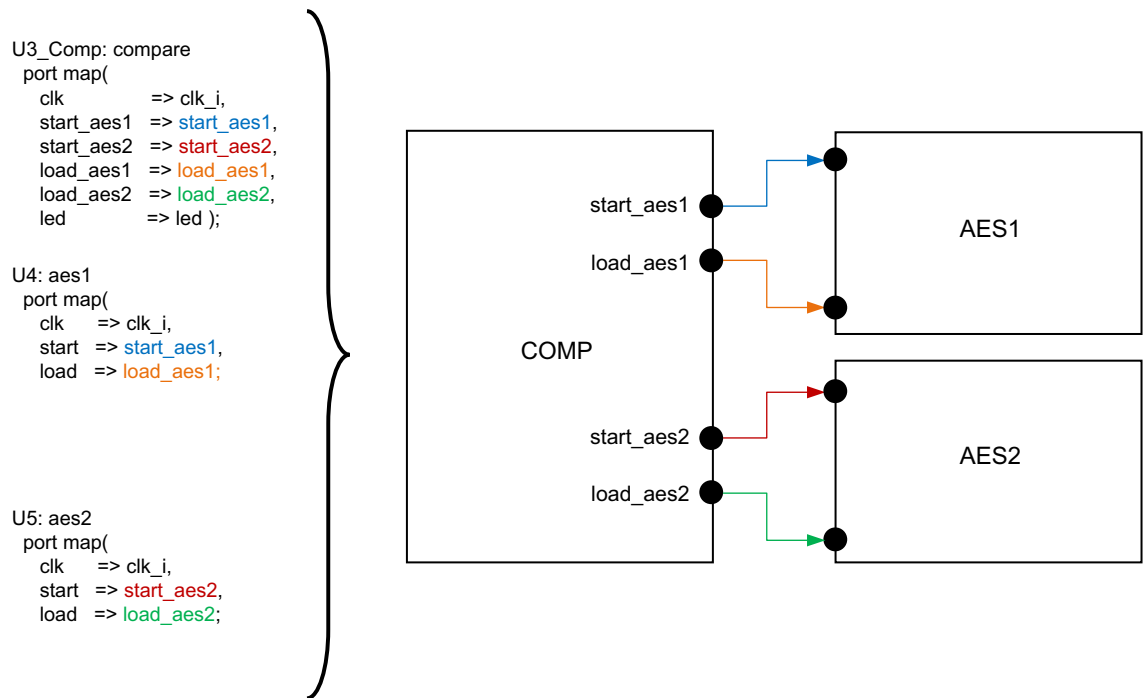 U3_Comp: compare
port map(
clk => clk_i,
start_aes1 => start_aes1,
start_aes2 => start_aes2,
load_aes1 => load_aes1,
load_aes2 => load_aes2,
led => led );
U4: aes1
port map(
clk => clk_i,
start => start_aes1,
load => load_aes1;
U5: aes2
port map(
clk => clk_i,
start => start_aes2,
load => load_aes2;
COMP
start_aes1
load_aes1
start_aes2
load_aes2
AES1
AES2